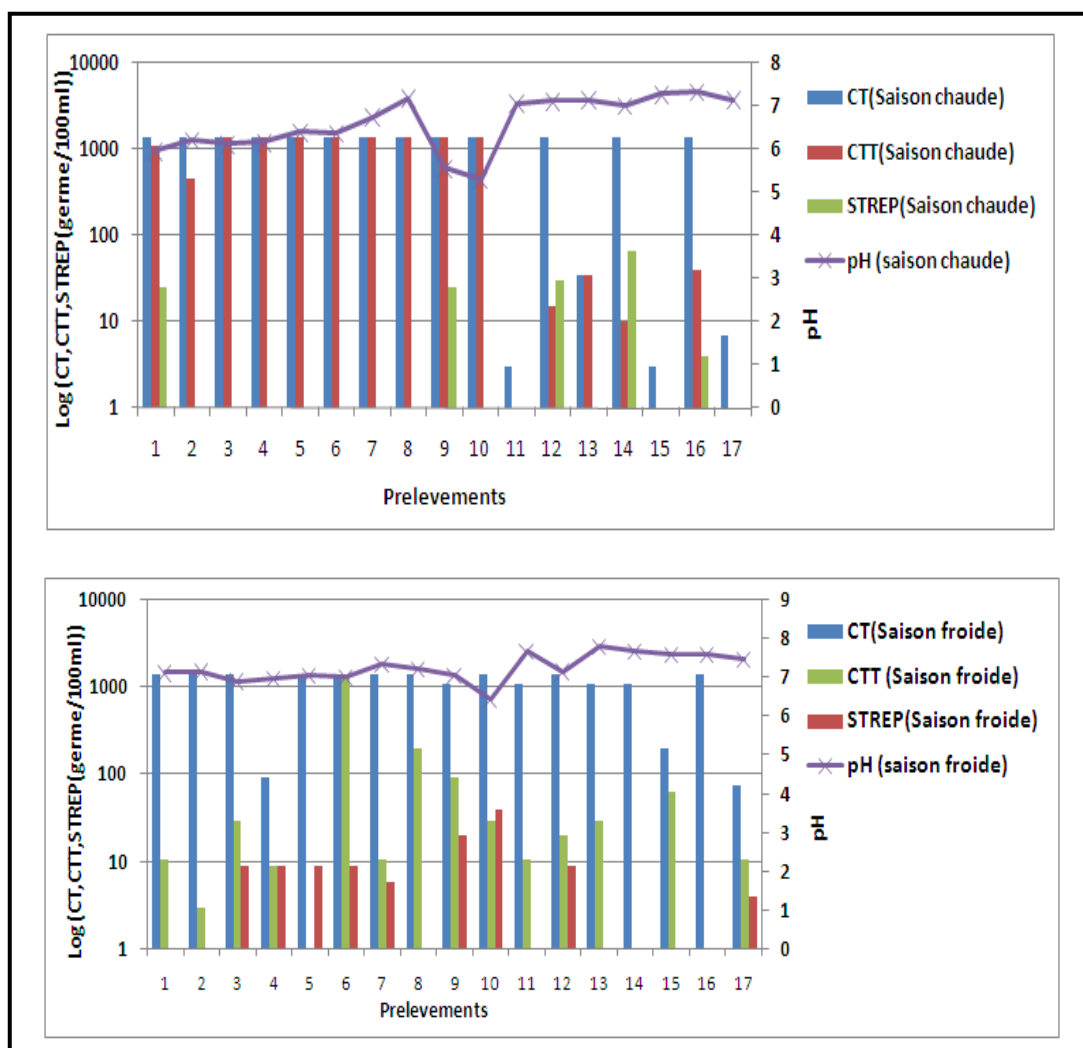 Log (CT,CTT,STREP(germe/100ml))
10000
1000
100
10
1
8
7
6
5
4
3
2
1
0
pH
1 2 3 4 5 6 7 8 9 10 11 12 13 14 15 16 17
Prelevements
CT(Saison chaude)
CTT(Saison chaude)
STREP(Saison chaude)
pH (saison chaude)
Log (CT,CTT,STREP(germe/100ml))
10000
1000
100
10
1
9
8
7
6
5
4
3
2
1
0
pH
1 2 3 4 5 6 7 8 9 10 11 12 13 14 15 16 17
Prelevements
CT(Saison froide)
CTT (Saison froide)
STREP(Saison froide)
pH (saison froide)